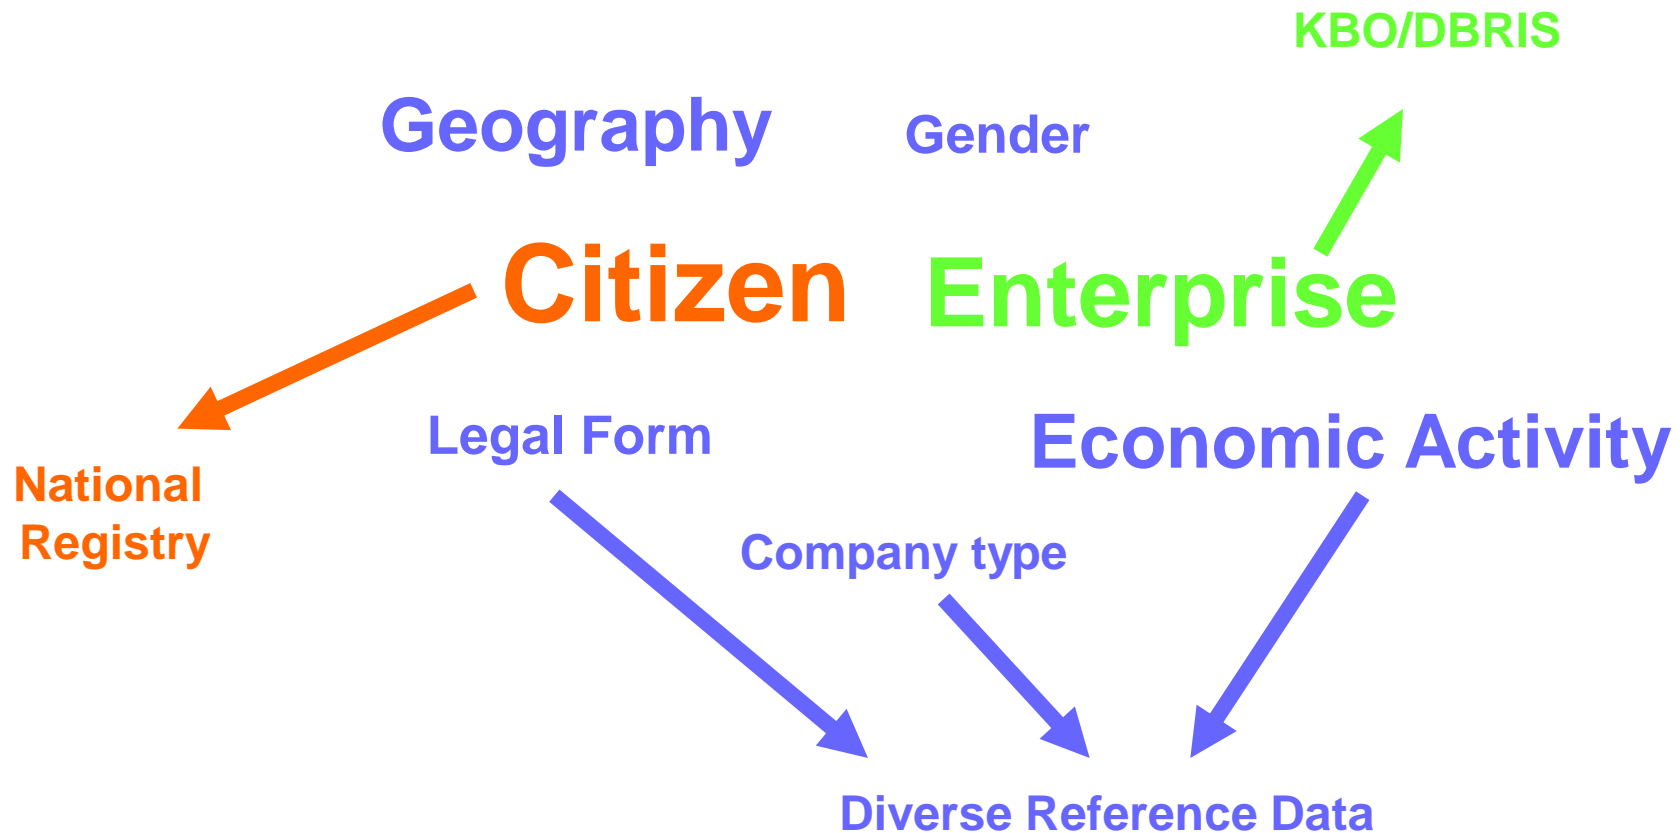 KBO/DBRIS
Geography
Gender
Citizen
Enterprise
Legal Form
Economic Activity
National
Registry
Company type
Diverse Reference Data